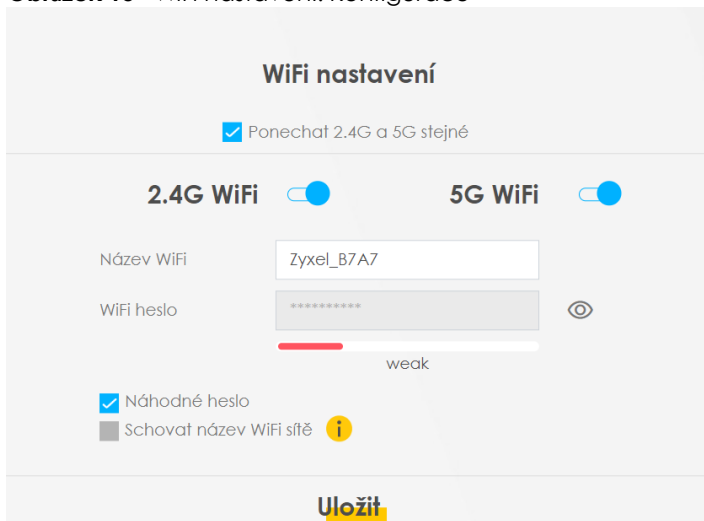 WiFi nastavení
Ponechat 2.4G a 5G stejné
2.4G WiFi 5G WiFi
Název WiFi Zyxel_B7A7
WiFi heslo **********
weak
Náhodné heslo
Schovat název WiFi sítě i
Uložit